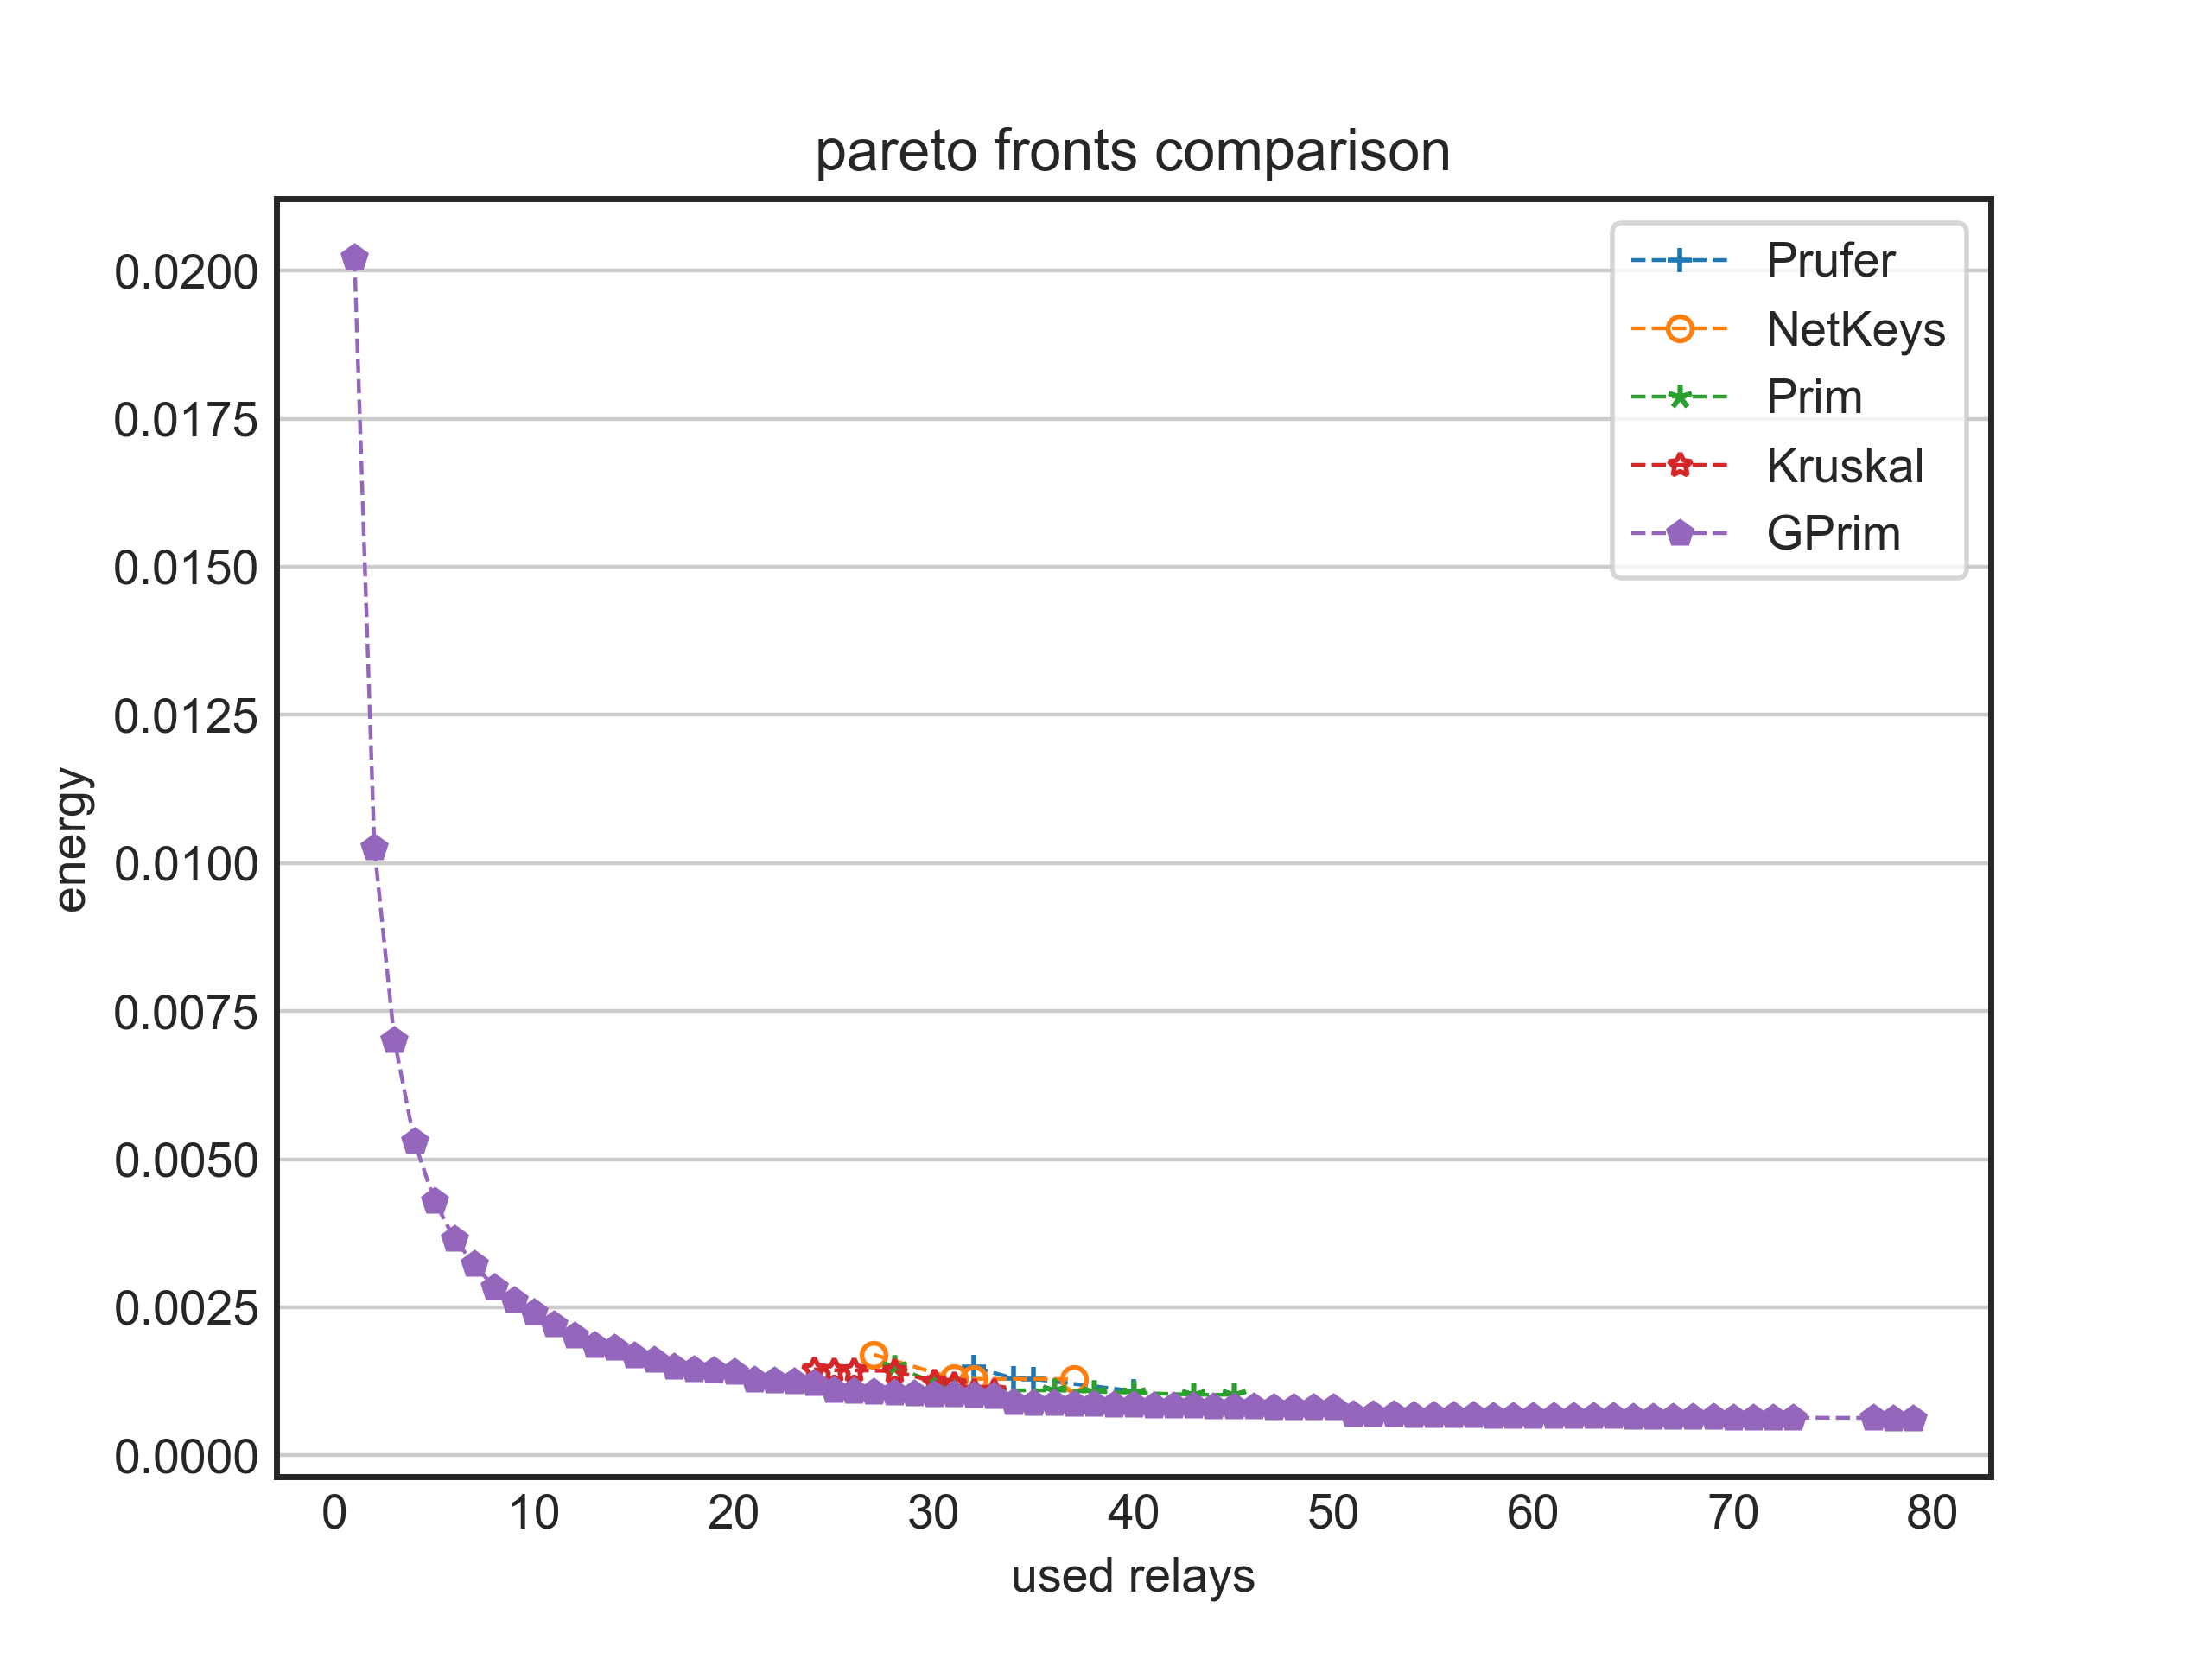 pareto fronts comparison
Prufer
NetKeys
Prim
Kruskal
GPrim
energy
0.0200
0.0175
0.0150
0.0125
0.0100
0.0075
0.0050
0.0025
0.0000
0 10 20 30 40 50 60 70 80
used relays